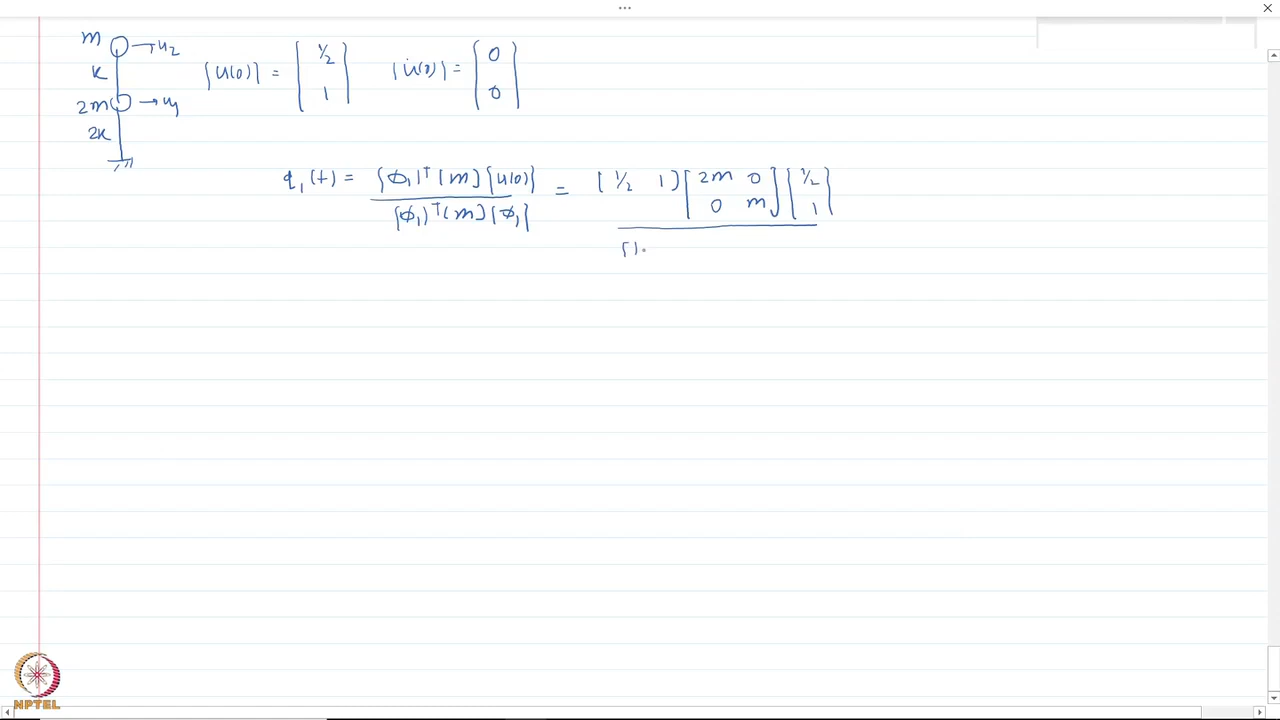 m → u2
k {u(0)} = [1/2 1] {u̇(0)} = [0 0]
2m → u1
2k
q1(t) = {φ1}ᵀ[m]{u(0)} / {φ1}ᵀ[m]{φ1} = [1/2 1] [2m 0 0 m] {1/2 1}
[1.
NPTEL